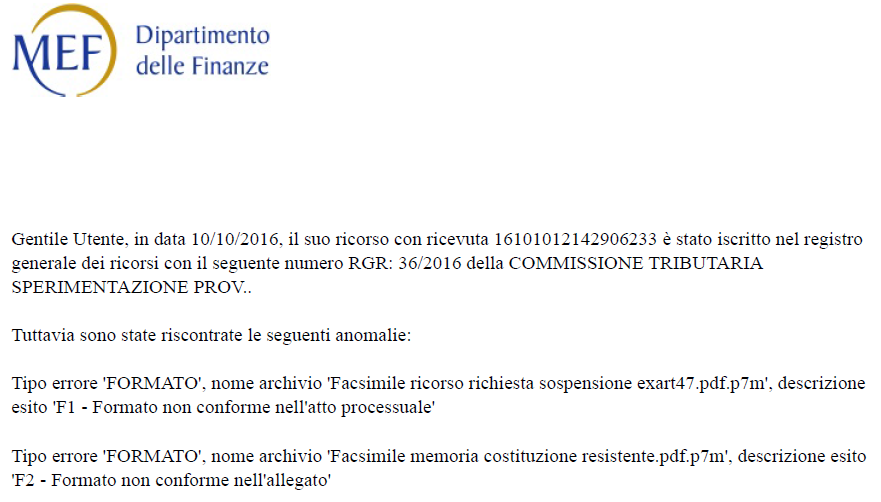 MEF Dipartimento
delle Finanze
Gentile Utente, in data 10/10/2016, il suo ricorso con ricevuta 16101012142906233 è stato iscritto nel registro
generale dei ricorsi con il seguente numero RGR: 36/2016 della COMMISSIONE TRIBUTARIA
SPERIMENTAZIONE PROV..
Tuttavia sono state riscontrate le seguenti anomalie:
Tipo errore 'FORMATO', nome archivio 'Facsimile ricorso richiesta sospensione exart47.pdf.p7m', descrizione
esito 'F1 - Formato non conforme nell'atto processuale'
Tipo errore 'FORMATO', nome archivio 'Facsimile memoria costituzione resistente.pdf.p7m', descrizione esito
'F2 - Formato non conforme nell'allegato'